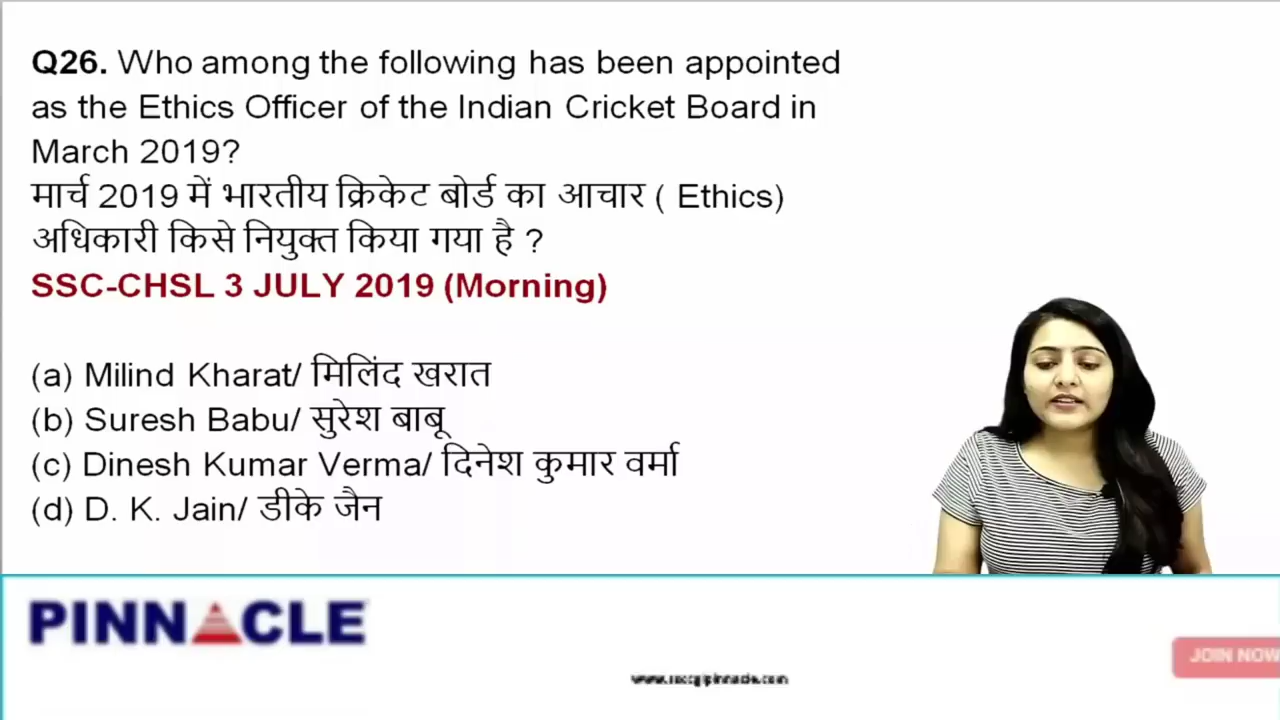 Q26. Who among the following has been appointed
as the Ethics Officer of the Indian Cricket Board in
March 2019?
मार्च 2019 में भारतीय क्रिकेट बोर्ड का आचार ( Ethics)
अधिकारी किसे नियुक्त किया गया है ?
SSC-CHSL 3 JULY 2019 (Morning)
(a) Milind Kharat/ मिलिंद खरात
(b) Suresh Babu/ सुरेश बाबू
(c) Dinesh Kumar Verma/ दिनेश कुमार वर्मा
(d) D. K. Jain/ डीके जैन
PINNACLE
JOIN NOW